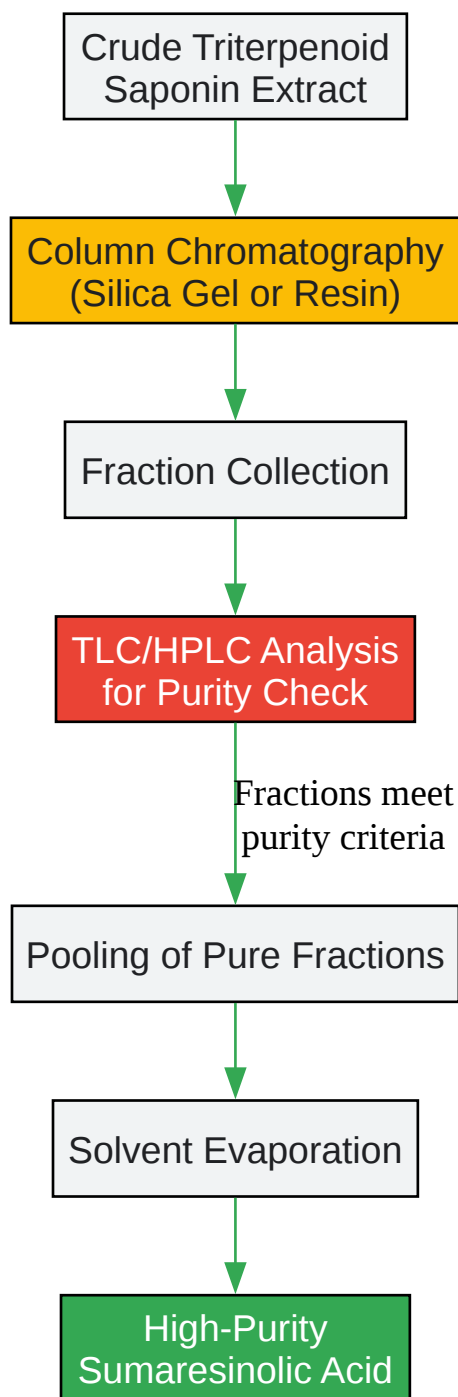 Crude Triterpenoid
Saponin Extract
Column Chromatography
(Silica Gel or Resin)
Fraction Collection
TLC/HPLC Analysis
for Purity Check
Fractions meet
purity criteria
Pooling of Pure Fractions
Solvent Evaporation
High-Purity
Sumaresinolic Acid